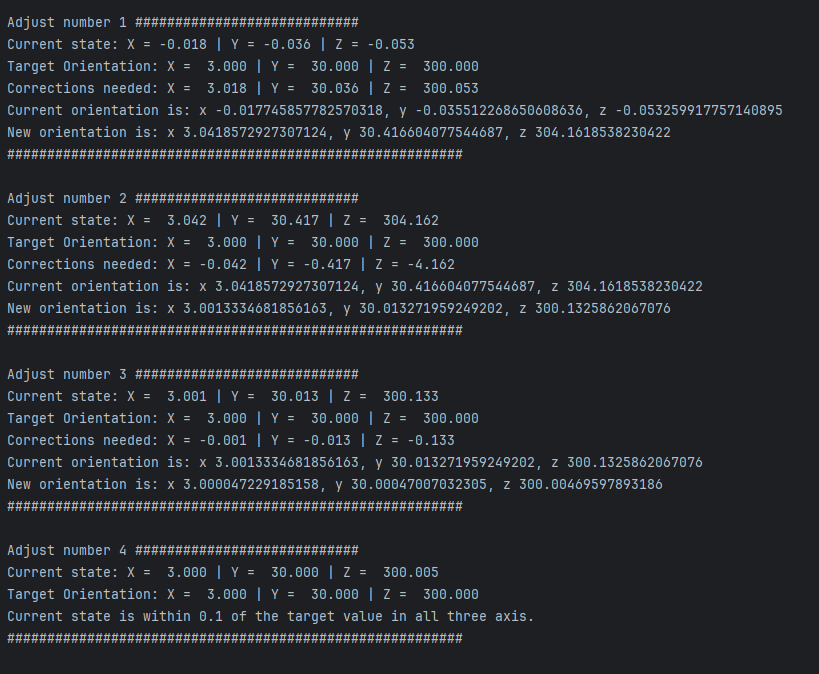 Adjust number 1 ############################
Current state: X = -0.018 | Y = -0.036 | Z = -0.053
Target Orientation: X =  3.000 | Y =  30.000 | Z =  300.000
Corrections needed: X =  3.018 | Y =  30.036 | Z =  300.053
Current orientation is: x -0.017745857782570318, y -0.035512268650608636, z -0.0532599177571408​95
New orientation is: x 3.0418572927307124, y 30.416604077544687, z 304.1618538230422
#########################################################

Adjust number 2 ############################
Current state: X =  3.042 | Y =  30.417 | Z =  304.162
Target Orientation: X =  3.000 | Y =  30.000 | Z =  300.000
Corrections needed: X = -0.042 | Y = -0.417 | Z = -4.162
Current orientation is: x 3.0418572927307124, y 30.416604077544687, z 304.1618538230422
New orientation is: x 3.0013334681856163, y 30.013271959249202, z 300.1325862067076
#########################################################

Adjust number 3 ############################
Current state: X =  3.001 | Y =  30.013 | Z =  300.133
Target Orientation: X =  3.000 | Y =  30.000 | Z =  300.000
Corrections needed: X = -0.001 | Y = -0.013 | Z = -0.133
Current orientation is: x 3.0013334681856163, y 30.013271959249202, z 300.1325862067076
New orientation is: x 3.000047229185158, y 30.00047007032305, z 300.00469597893186
#########################################################

Adjust number 4 ############################
Current state: X =  3.000 | Y =  30.000 | Z =  300.005
Target Orientation: X =  3.000 | Y =  30.000 | Z =  300.000
Current state is within 0.1 of the target value in all three axis.
#########################################################